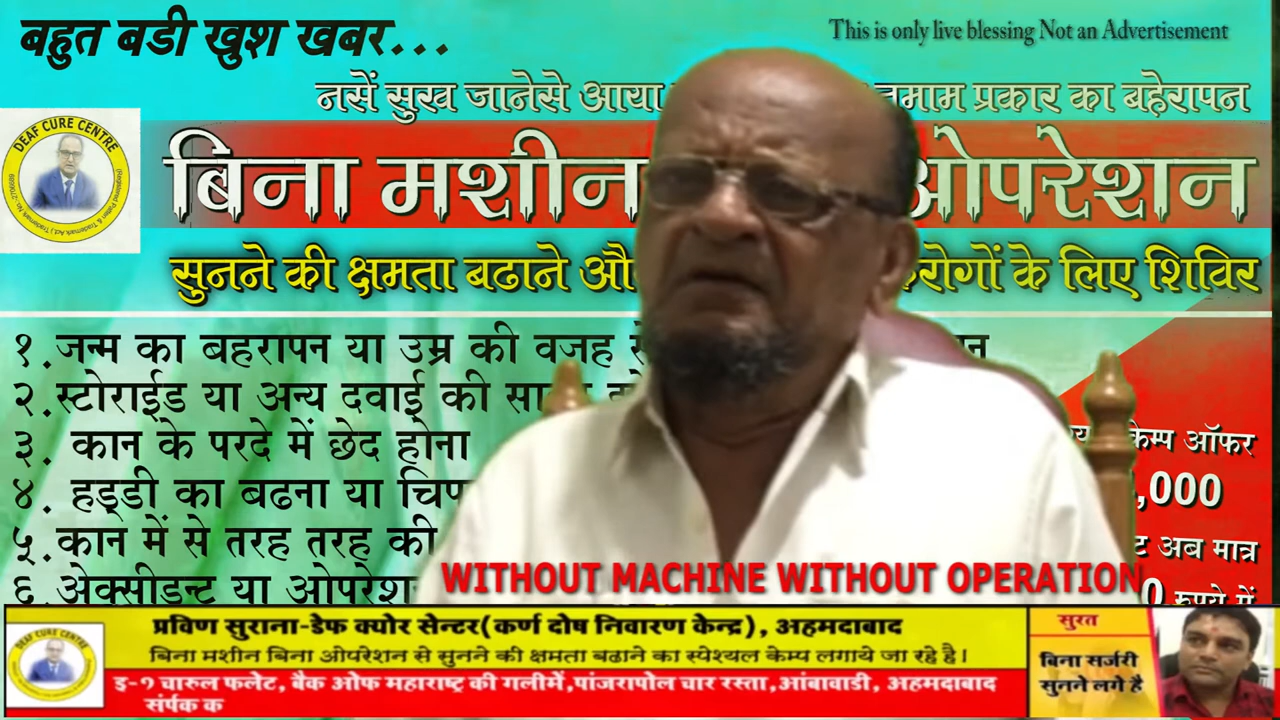 बहुत बडी खुश खबर...
This is only live blessing Not an Advertisement
नसें सुख जानेसे आया तमाम प्रकार का बहेरापन
DEAF CURE CENTRE
बिना मशीन ओपरेशन
सुनने की क्षमता बढाने के लिए शिविर
१. जन्म का बहरापन या उम्र की वजह से
२. स्टोराईड या अन्य दवाई की
३. कान के परदे में छेद होना
४. हड्डी का बढना या
५. कान में से तरह तरह की
६. अेक्सीडन्ट या
केम्प ऑफर
,000
अब मात्र
रुपये में
WITHOUT MACHINE WITHOUT OPERATION
DEAF CURE CENTRE
प्रविण सुराना-डेफ क्योर सेन्टर(कर्ण दोष निवारण केन्द्र), अहमदाबाद
बिना मशीन बिना ओपरेशन से सुनने की क्षमता बढाने का स्पेश्यल केम्प लगाये जा रहे है।
इ-१ चारुल फलेट, बैंक ओफ महाराष्ट्र की गलीमें,पांजरापोल चार रस्ता,आंबावाडी, अहमदाबाद
संर्पक क
सुरत
बिना सर्जरी
सुनने लगे है